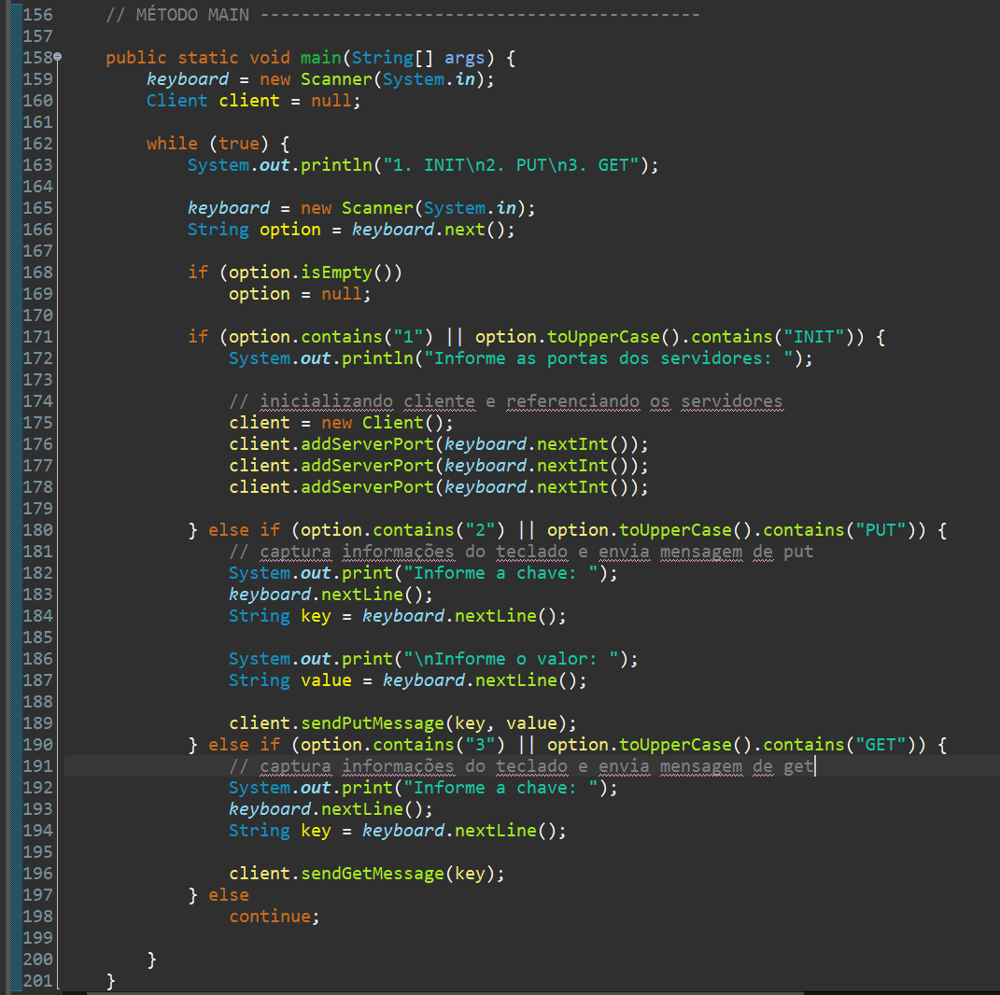 156 // MÉTODO MAIN -------------------------------------------
157
158 public static void main(String[] args) {
159 keyboard = new Scanner(System.in);
160 Client client = null;
161
162 while (true) {
163 System.out.println("1. INIT\n2. PUT\n3. GET");
164
165 keyboard = new Scanner(System.in);
166 String option = keyboard.next();
167
168 if (option.isEmpty())
169 option = null;
170
171 if (option.contains("1") || option.toUpperCase().contains("INIT")) {
172 System.out.println("Informe as portas dos servidores: ");
173
174 // inicializando cliente e referenciando os servidores
175 client = new Client();
176 client.addServerPort(keyboard.nextInt());
177 client.addServerPort(keyboard.nextInt());
178 client.addServerPort(keyboard.nextInt());
179
180 } else if (option.contains("2") || option.toUpperCase().contains("PUT")) {
181 // captura informações do teclado e envia mensagem de put
182 System.out.print("Informe a chave: ");
183 keyboard.nextLine();
184 String key = keyboard.nextLine();
185
186 System.out.print("\nInforme o valor: ");
187 String value = keyboard.nextLine();
188
189 client.sendPutMessage(key, value);
190 } else if (option.contains("3") || option.toUpperCase().contains("GET")) {
191 // captura informações do teclado e envia mensagem de get
192 System.out.print("Informe a chave: ");
193 keyboard.nextLine();
194 String key = keyboard.nextLine();
195
196 client.sendGetMessage(key);
197 } else
198 continue;
199
200 }
201 }